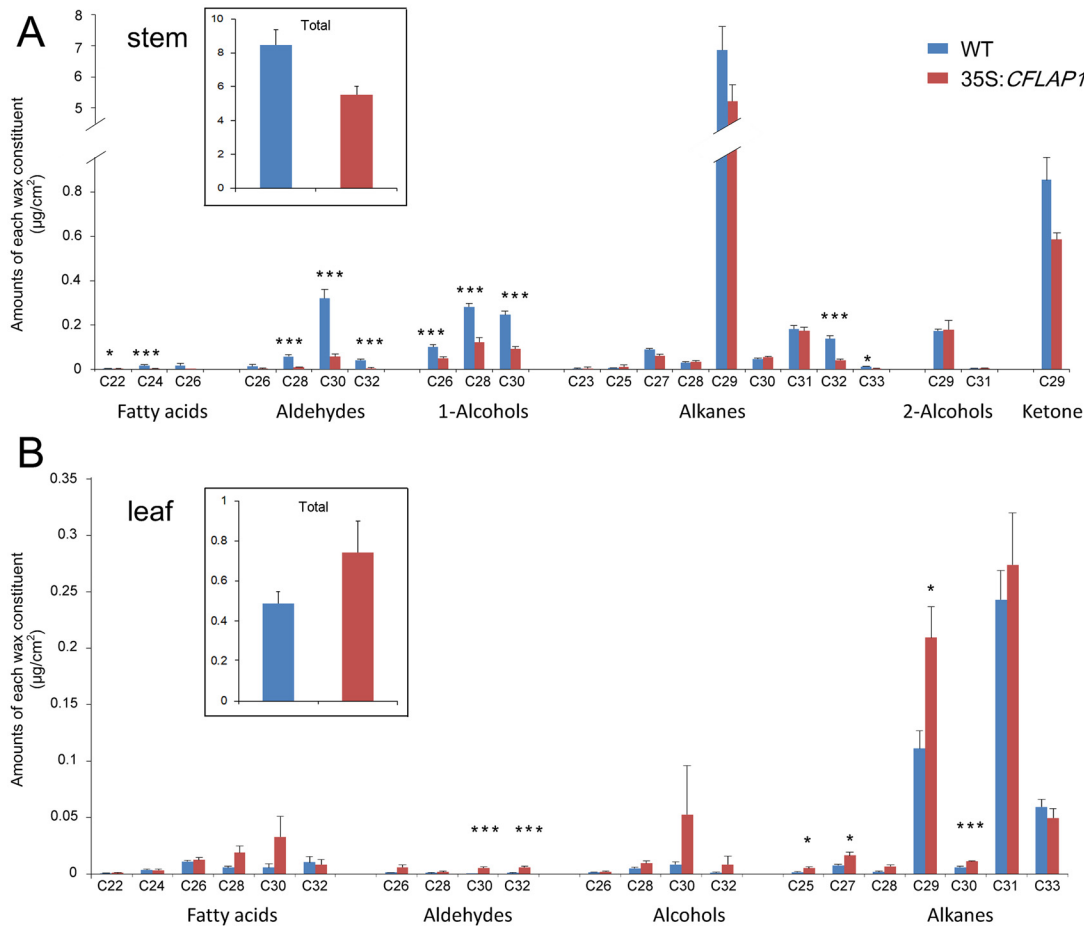 A
stem
Total
10
8
6
4
2
0
WT
35S:CFLAP1
Amounts of each wax constituent
(μg/cm²)
8
7
6
5
0.8
0.6
0.4
0.2
0
*
***
***
***
***
***
***
***
***
*
C22 C24 C26 C26 C28 C30 C32 C26 C28 C30 C23 C25 C27 C28 C29 C30 C31 C32 C33 C29 C31 C29
Fatty acids Aldehydes 1-Alcohols Alkanes 2-Alcohols Ketone
B
leaf
Total
1
0.8
0.6
0.4
0.2
0
Amounts of each wax constituent
(μg/cm²)
0.35
0.3
0.25
0.2
0.15
0.1
0.05
0
***
***
*
*
*
***
C22 C24 C26 C28 C30 C32 C26 C28 C30 C32 C26 C28 C30 C32 C25 C27 C28 C29 C30 C31 C33
Fatty acids Aldehydes Alcohols Alkanes